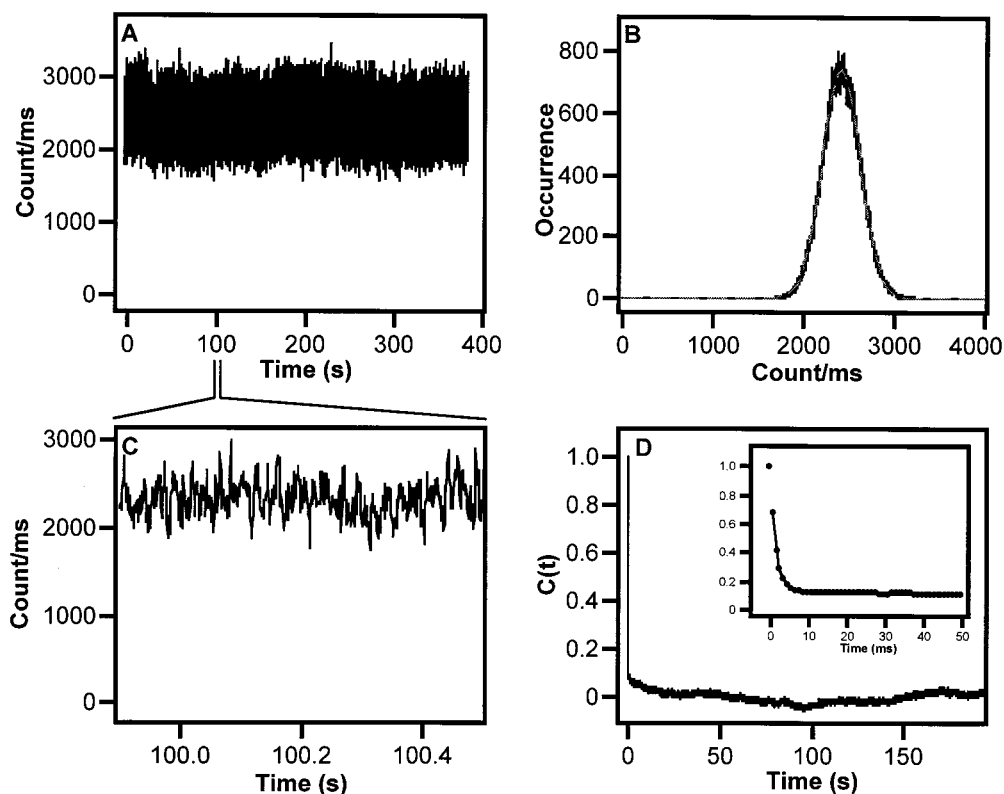 A
Count/ms
3000
2000
1000
0
0 100 200 300 400
Time (s)
B
Occurrence
800
600
400
200
0
0 1000 2000 3000 4000
Count/ms
C
Count/ms
3000
2000
1000
0
100.0 100.2 100.4
Time (s)
D
C(t)
1.0
0.8
0.6
0.4
0.2
0
0 50 100 150
Time (s)
1.0
0.8
0.6
0.4
0.2
0
0 10 20 30 40 50
Time (ms)